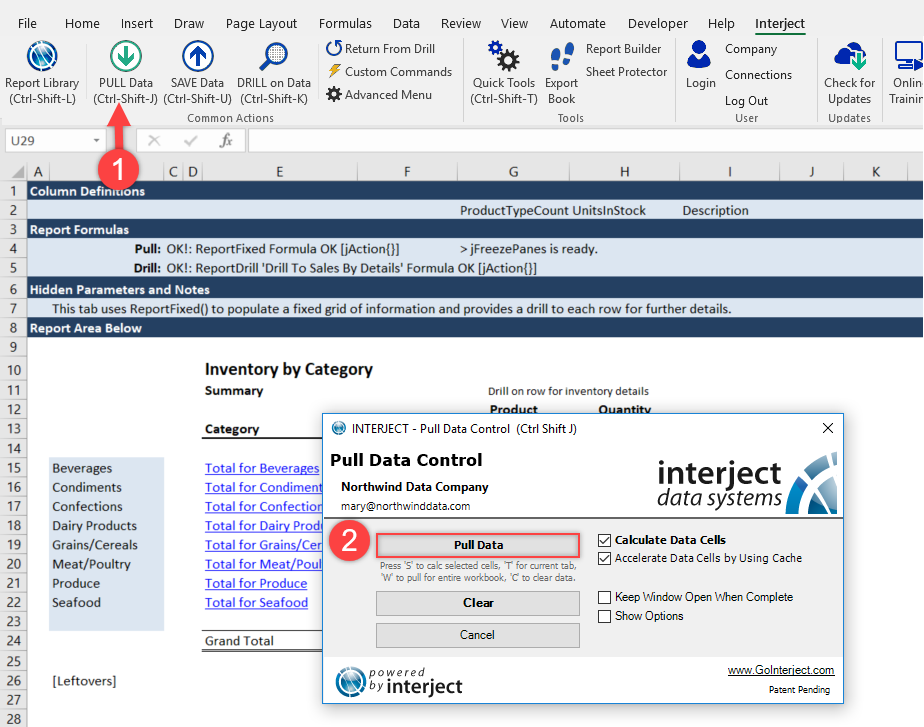 File Home Insert Draw Page Layout Formulas Data Review View Automate Developer Help Interject
Report Library (Ctrl-Shift-L)
PULL Data (Ctrl-Shift-J)
SAVE Data (Ctrl-Shift-U)
DRILL on Data (Ctrl-Shift-K)
Return From Drill
Custom Commands
Advanced Menu
Common Actions
Quick Tools (Ctrl-Shift-T)
Export Book
Report Builder
Sheet Protector
Tools
Login
Company
Connections
Log Out
User
Check for Updates
Updates
1
U29 fx
A C D E F G H I J K
1 Column Definitions
2 ProductTypeCount UnitsInStock Description
3 Report Formulas
4 Pull: OK!: ReportFixed Formula OK [jAction{}] > jFreezePanes is ready.
5 Drill: OK!: ReportDrill 'Drill To Sales By Details' Formula OK [jAction{}]
6 Hidden Parameters and Notes
7 This tab uses ReportFixed() to populate a fixed grid of information and provides a drill to each row for further details.
8 Report Area Below
9
10 Inventory by Category
11 Summary Drill on row for inventory details
12 Product Quantity
13 Category
14
15 Beverages Total for Beverages
16 Condiments Total for Condiment
17 Confections Total for Confection
18 Dairy Products Total for Dairy Prod
19 Grains/Cereals Total for Grains/Cer
20 Meat/Poultry Total for Meat/Poul
21 Produce Total for Produce
22 Seafood Total for Seafood
23
24 Grand Total
25
26 [Leftovers]
27
28
INTERJECT - Pull Data Control (Ctrl Shift J)
Pull Data Control
Northwind Data Company
mary@northwinddata.com
interject
data systems
2
Pull Data
Press 'S' to calc selected cells, 'T' for current tab,
'W' to pull for entire workbook, 'C' to clear data.
Clear
Cancel
Calculate Data Cells
Accelerate Data Cells by Using Cache
Keep Window Open When Complete
Show Options
powered
by interject
www.GoInterject.com
Patent Pending